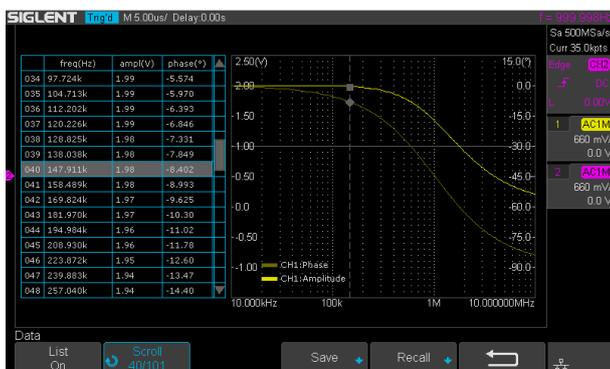 SIGLENT Trig'd M 5.00us/ Delay:0.00s f = 999.998Hz
Sa 500MSa/s
Curr 35.0kpts
Edge CH2
DC
L 0.00V
1 AC1M
660 mV/
0.0 V
2 AC1M
660 mV/
0.0 V
freq(Hz) ampl(V) phase(°)
034 97.724k 1.99 -5.574
035 104.713k 1.99 -5.970
036 112.202k 1.99 -6.393
037 120.226k 1.99 -6.846
038 128.825k 1.98 -7.331
039 138.038k 1.98 -7.849
040 147.911k 1.98 -8.402
041 158.489k 1.98 -8.993
042 169.824k 1.97 -9.625
043 181.970k 1.97 -10.30
044 194.984k 1.96 -11.02
045 208.930k 1.96 -11.78
046 223.872k 1.95 -12.60
047 239.883k 1.94 -13.47
048 257.040k 1.94 -14.40
2.50(V) 15.0(°)
2.00 0.0
1.50 -15.0
1.00 -30.0
0.50 -45.0
0.0 -60.0
-0.50 -75.0
-1.00 -90.0
CH1:Phase
CH1:Amplitude
10.000kHz 100k 1M 10.000000MHz
Data
List
On
Scroll
40/101
Save
Recall